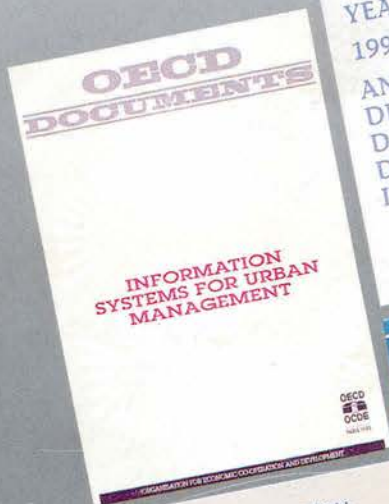 OECD
DOCUMENTS
INFORMATION
SYSTEMS FOR URBAN
MANAGEMENT
OECD
OCDE
ORGANISATION FOR ECONOMIC CO-OPERATION AND DEVELOPMENT
YEA
199
AN